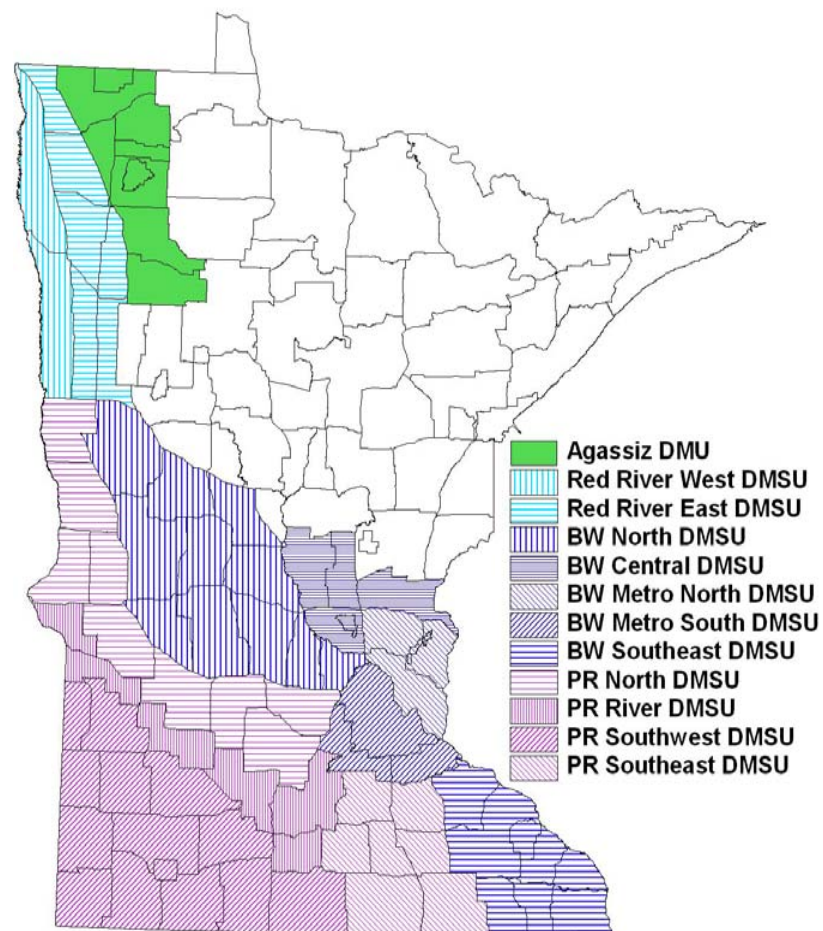 Agassiz DMU
Red River West DMSU
Red River East DMSU
BW North DMSU
BW Central DMSU
BW Metro North DMSU
BW Metro South DMSU
BW Southeast DMSU
PR North DMSU
PR River DMSU
PR Southwest DMSU
PR Southeast DMSU